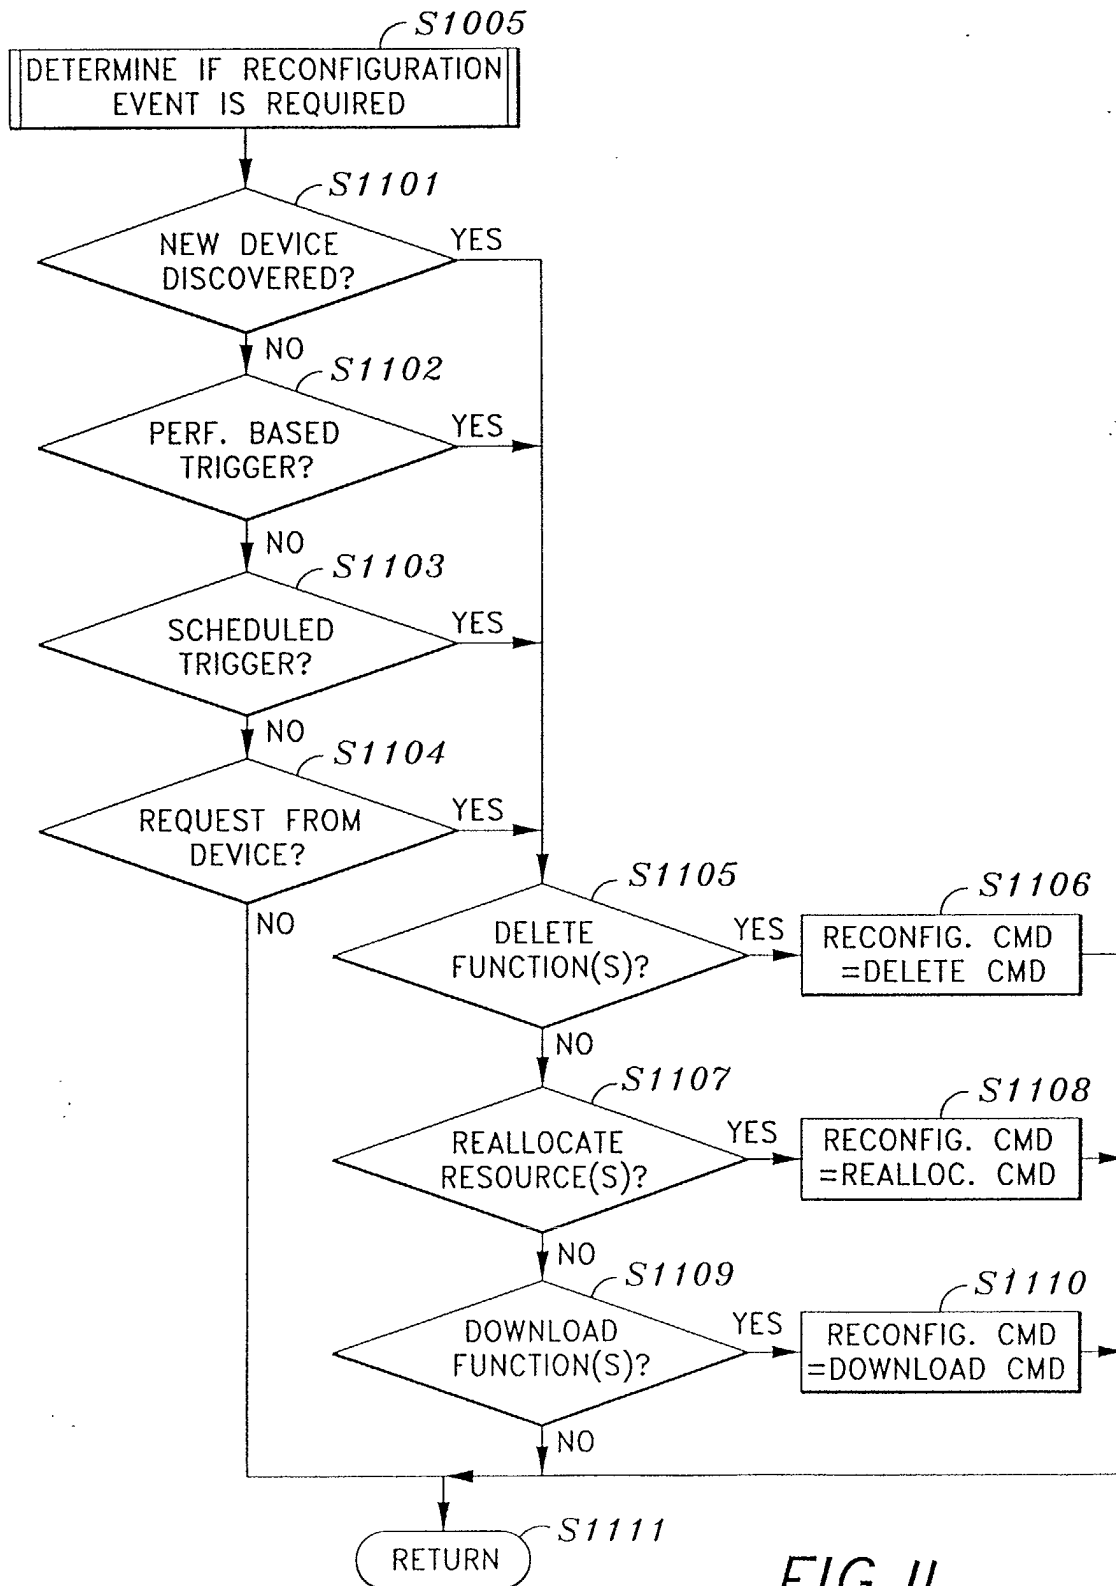 S1005
DETERMINE IF RECONFIGURATION
EVENT IS REQUIRED
S1101
NEW DEVICE
DISCOVERED?
YES
NO
S1102
PERF. BASED
TRIGGER?
YES
NO
S1103
SCHEDULED
TRIGGER?
YES
NO
S1104
REQUEST FROM
DEVICE?
YES
NO
S1105
DELETE
FUNCTION(S)?
YES
S1106
RECONFIG. CMD
=DELETE CMD
NO
S1107
REALLOCATE
RESOURCE(S)?
YES
S1108
RECONFIG. CMD
=REALLOC. CMD
NO
S1109
DOWNLOAD
FUNCTION(S)?
YES
S1110
RECONFIG. CMD
=DOWNLOAD CMD
NO
S1111
RETURN
FIG. 11